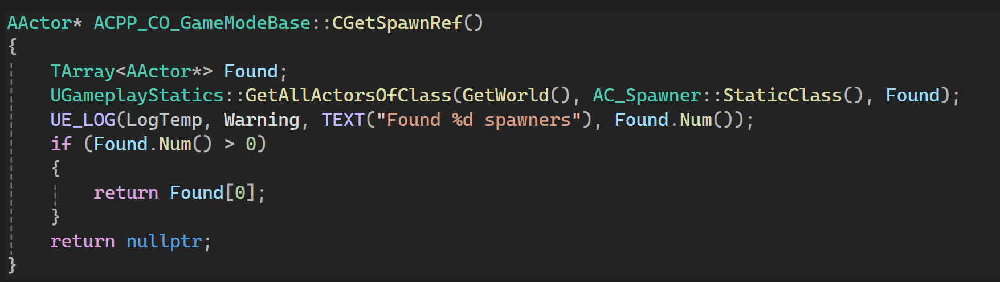 AActor* ACPP_CO_GameModeBase::CGetSpawnRef()
{
    TArray<AActor*> Found;
    UGameplayStatics::GetAllActorsOfClass(GetWorld(), AC_Spawner::StaticClass(), Found);
    UE_LOG(LogTemp, Warning, TEXT("Found %d spawners"), Found.Num());
    if (Found.Num() > 0)
    {
        return Found[0];
    }
    return nullptr;
}